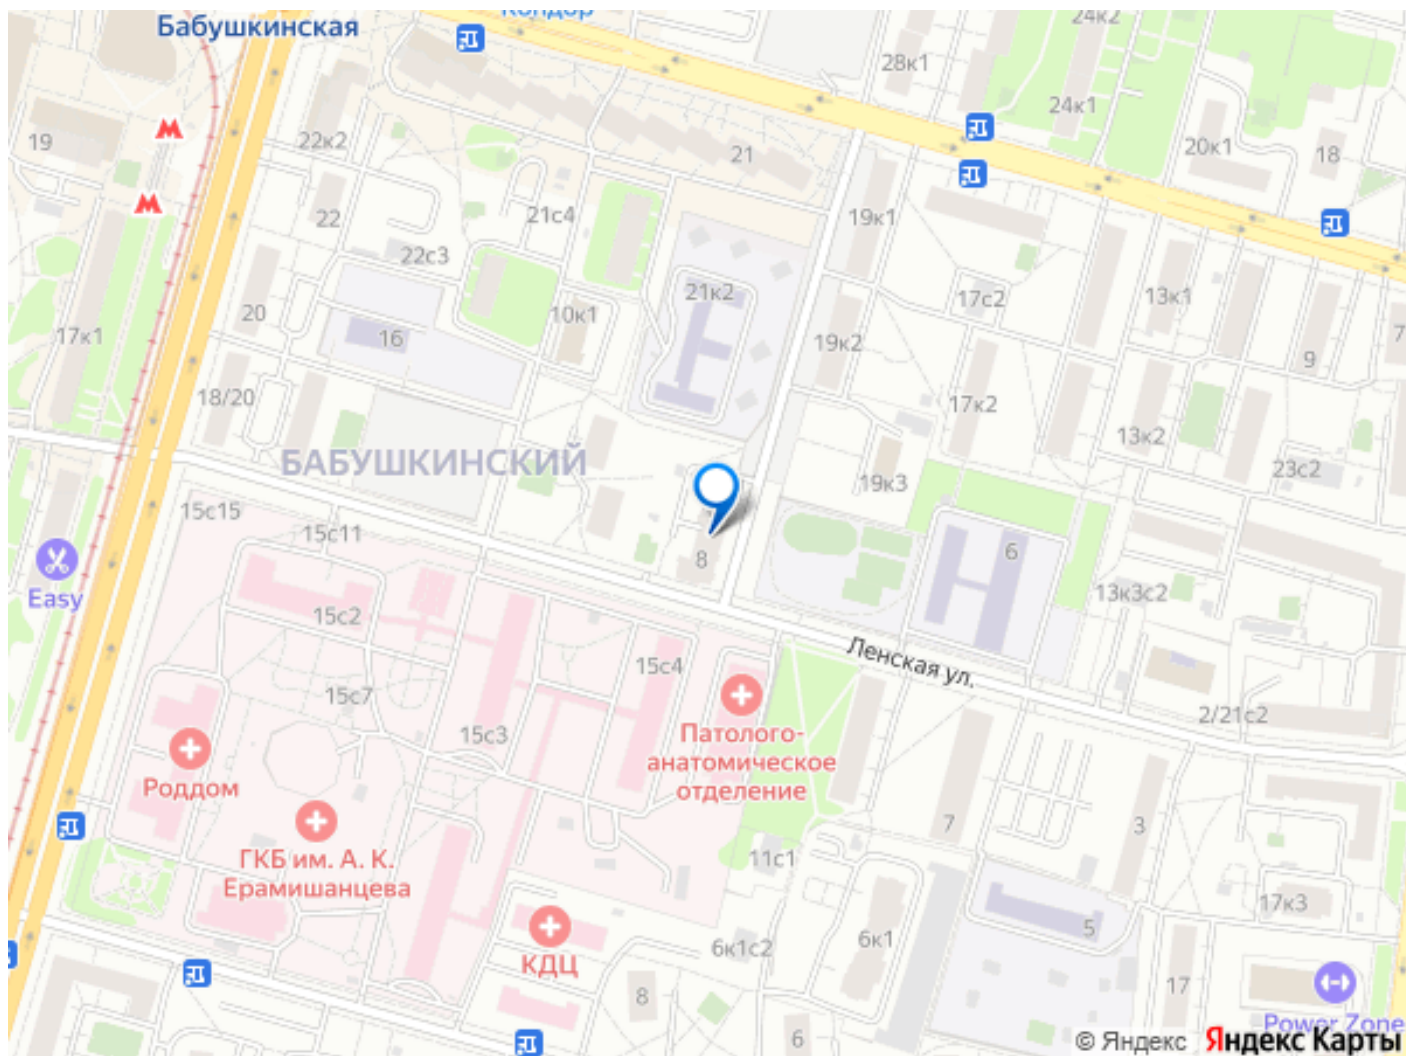 Кондор
24к2
Бабушкинская
28к1
24к1
19
22к2
21
20к1
18
22
21с4
19к1
22с3
21к2
17с2
13к1
20
10к1
17к1
16
19к2
9
7
18/20
17к2
13к2
БАБУШКИНСКИЙ
19к3
23с2
15с15
15с11
8
6
Easy
13к3с2
15с2
Ленская ул.
15с4
15с7
2/21с2
15с3
Патолого-
анатомическое
отделение
Роддом
7
3
ГКБ им. А. К.
Ерамишанцева
11с1
17к3
5
6к1
6к1с2
КДЦ
8
17
6
Power Zone
© Яндекс Яндекс Карты